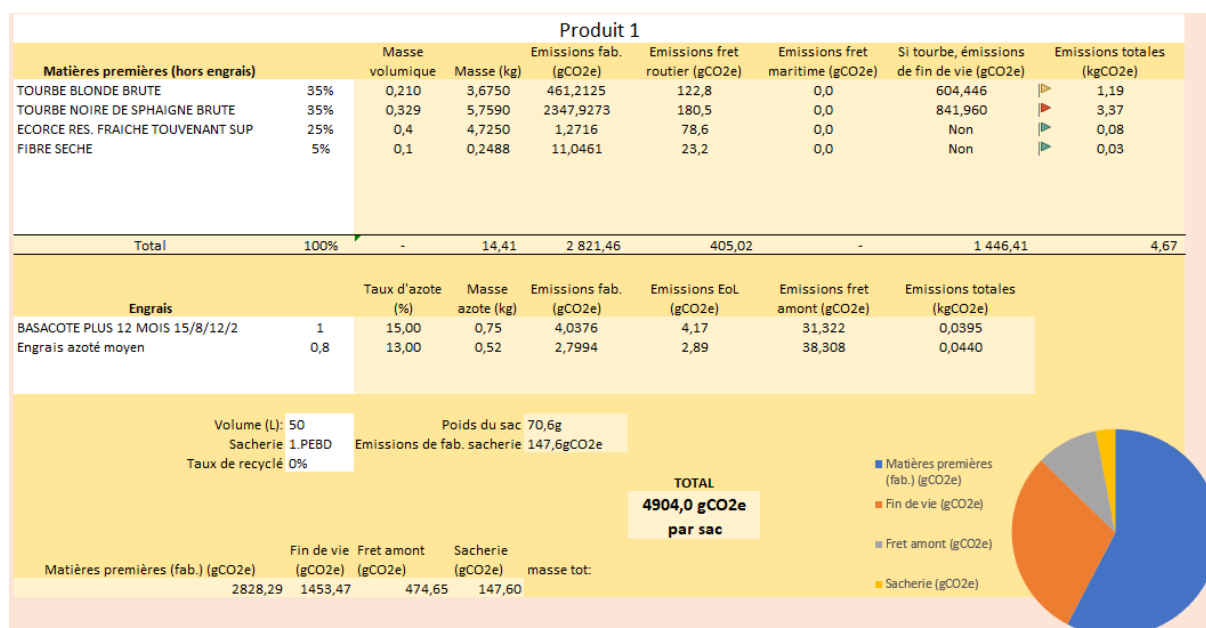 Produit 1
Masse Emissions fab. Emissions fret Emissions fret Si tourbe, émissions Emissions totales
Matières premières (hors engrais) volumique Masse (kg) (gCO2e) routier (gCO2e) maritime (gCO2e) de fin de vie (gCO2e) (kgCO2e)
TOURBE BLONDE BRUTE 35% 0,210 3,6750 461,2125 122,8 0,0 604,446 1,19
TOURBE NOIRE DE SPHAIGNE BRUTE 35% 0,329 5,7590 2347,9273 180,5 0,0 841,960 3,37
ECORCE RES. FRAICHE TOUVENANT SUP 25% 0,4 4,7250 1,2716 78,6 0,0 Non 0,08
FIBRE SECHE 5% 0,1 0,2488 11,0461 23,2 0,0 Non 0,03
Total 100% - 14,41 2 821,46 405,02 - 1 446,41 4,67
Taux d'azote Masse Emissions fab. Emissions EoL Emissions fret Emissions totales
Engrais (%) azote (kg) (gCO2e) (gCO2e) amont (gCO2e) (kgCO2e)
BASACOTE PLUS 12 MOIS 15/8/12/2 1 15,00 0,75 4,0376 4,17 31,322 0,0395
Engrais azoté moyen 0,8 13,00 0,52 2,7994 2,89 38,308 0,0440
Volume (L): 50 Poids du sac 70,6g
Sacherie 1.PEBD Emissions de fab. sacherie 147,6gCO2e
Taux de recyclé 0%
TOTAL
4904,0 gCO2e
par sac
Matières premières
(fab.) (gCO2e)
Fin de vie (gCO2e)
Fret amont (gCO2e)
Sacherie (gCO2e)
Fin de vie Fret amont Sacherie
Matières premières (fab.) (gCO2e) (gCO2e) (gCO2e) (gCO2e) masse tot:
2828,29 1453,47 474,65 147,60